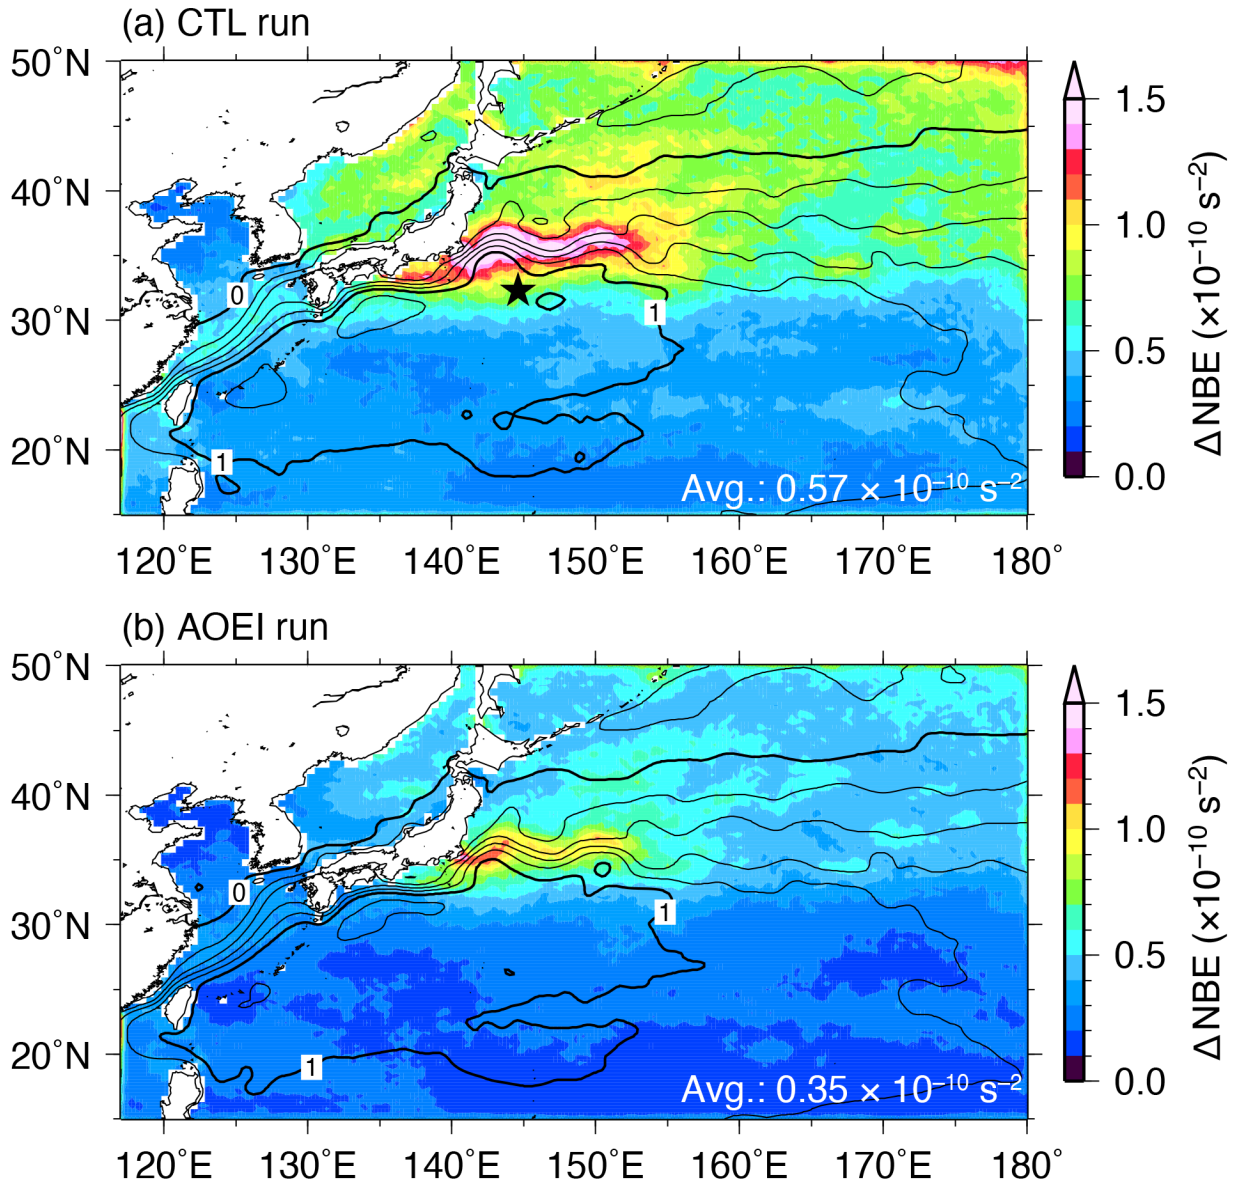 (a) CTL run
50°N
40°N
30°N
20°N
0
1
1
Avg.: 0.57 × 10⁻¹⁰ s⁻²
120°E 130°E 140°E 150°E 160°E 170°E 180°
1.5
1.0
0.5
0.0
ΔNBE (×10⁻¹⁰ s⁻²)
(b) AOEI run
50°N
40°N
30°N
20°N
0
1
1
Avg.: 0.35 × 10⁻¹⁰ s⁻²
120°E 130°E 140°E 150°E 160°E 170°E 180°
1.5
1.0
0.5
0.0
ΔNBE (×10⁻¹⁰ s⁻²)